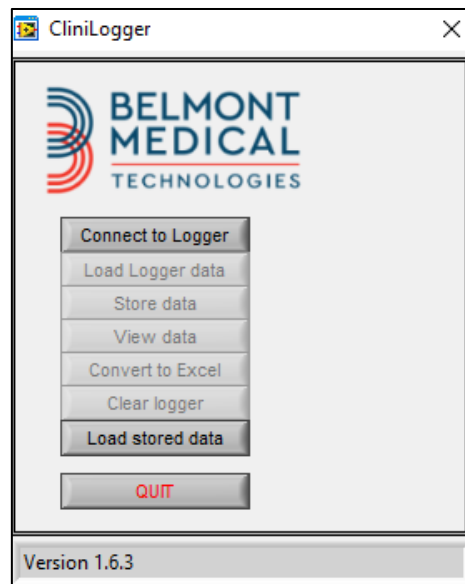 CliniLogger
BELMONT
MEDICAL
TECHNOLOGIES
Connect to Logger
Load Logger data
Store data
View data
Convert to Excel
Clear logger
Load stored data
QUIT
Version 1.6.3